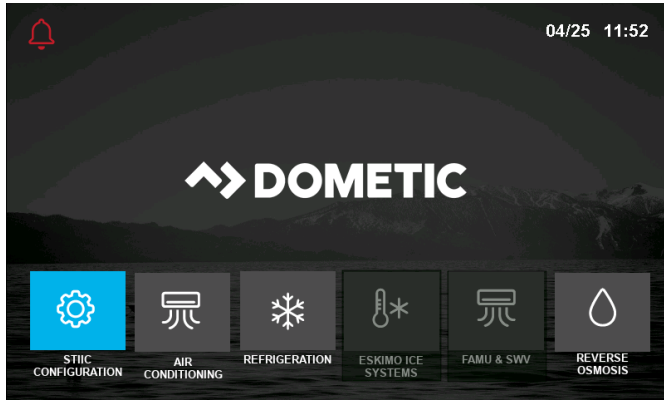 04/25 11:52
DOMETIC
STIIC
CONFIGURATION
AIR
CONDITIONING
REFRIGERATION
ESKIMO ICE
SYSTEMS
FAMU & SWV
REVERSE
OSMOSIS